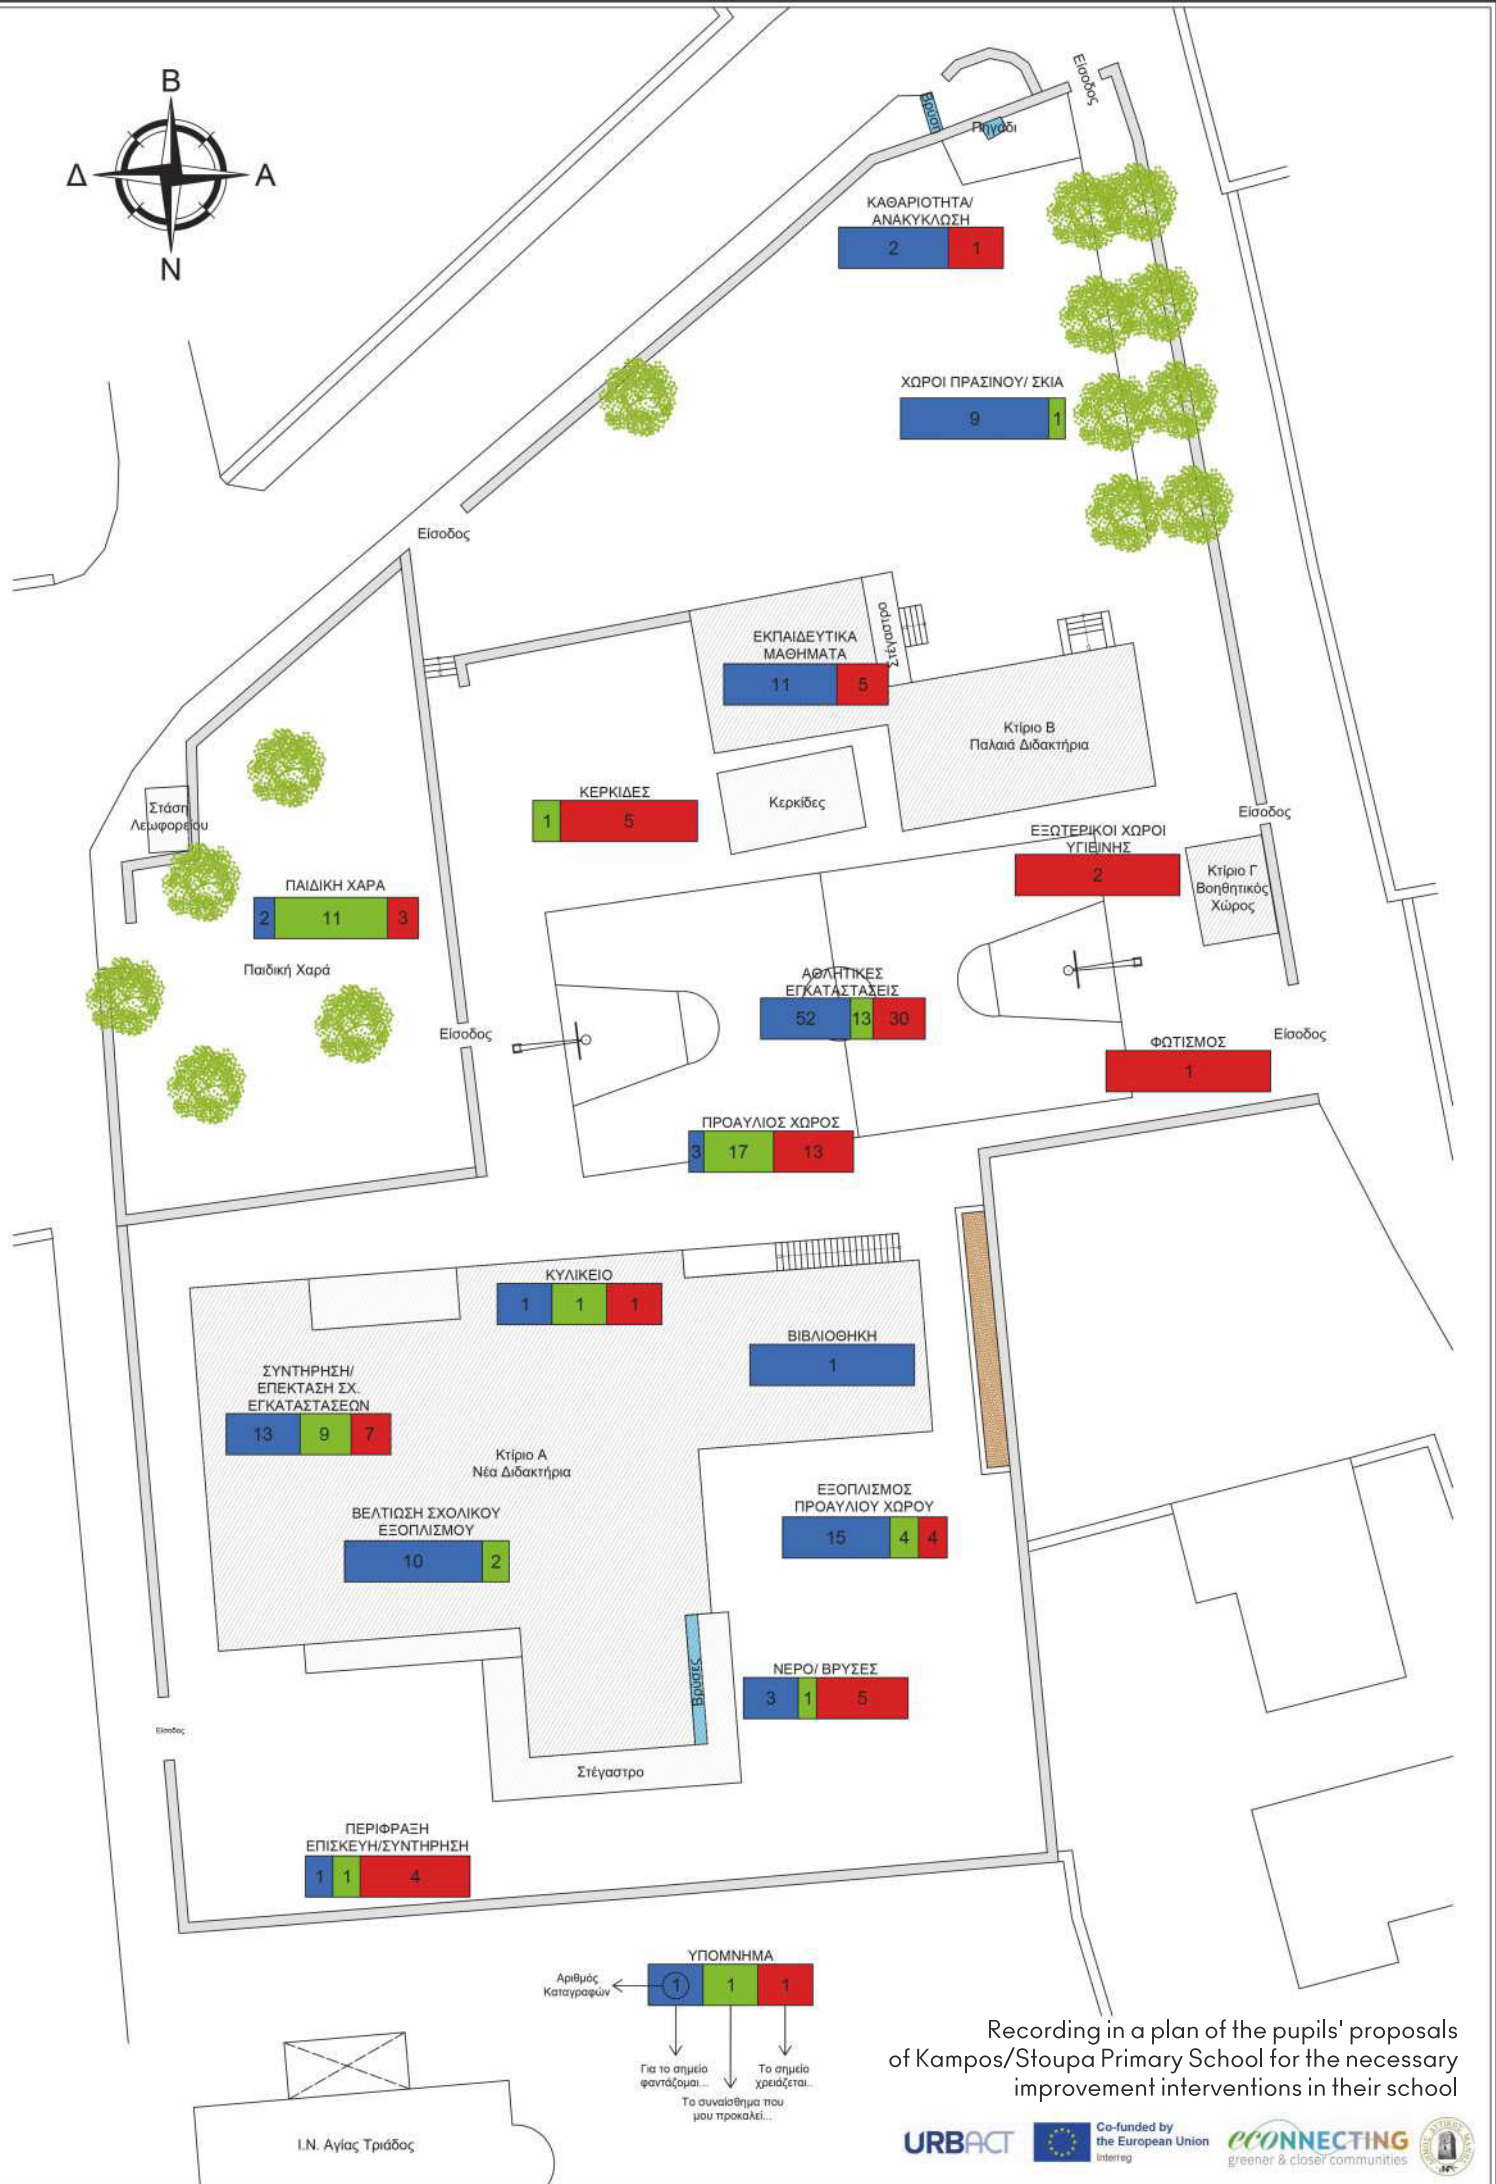 Β
Δ
Α
Ν
Είσοδος
Βρύση
Πηγάδι
ΚΑΘΑΡΙΟΤΗΤΑ/
ΑΝΑΚΥΚΛΩΣΗ
2 1
ΧΩΡΟΙ ΠΡΑΣΙΝΟΥ/ ΣΚΙΑ
9 1
Είσοδος
Στέγαστρο
ΕΚΠΑΙΔΕΥΤΙΚΑ
ΜΑΘΗΜΑΤΑ
11 5
Κτίριο Β
Παλαιά Διδακτήρια
Κερκίδες
ΚΕΡΚΙΔΕΣ
1 5
Στάση
Λεωφορείου
Είσοδος
ΕΞΩΤΕΡΙΚΟΙ ΧΩΡΟΙ
ΥΓΙΕΙΝΗΣ
2
Κτίριο Γ
Βοηθητικός
Χώρος
ΠΑΙΔΙΚΗ ΧΑΡΑ
2 11 3
Παιδική Χαρά
ΑΘΛΗΤΙΚΕΣ
ΕΓΚΑΤΑΣΤΑΣΕΙΣ
52 13 30
Είσοδος
Είσοδος
ΦΩΤΙΣΜΟΣ
1
ΠΡΟΑΥΛΙΟΣ ΧΩΡΟΣ
3 17 13
ΚΥΛΙΚΕΙΟ
1 1 1
ΒΙΒΛΙΟΘΗΚΗ
1
ΣΥΝΤΗΡΗΣΗ/
ΕΠΕΚΤΑΣΗ ΣΧ.
ΕΓΚΑΤΑΣΤΑΣΕΩΝ
13 9 7
Κτίριο Α
Νέα Διδακτήρια
ΒΕΛΤΙΩΣΗ ΣΧΟΛΙΚΟΥ
ΕΞΟΠΛΙΣΜΟΥ
10 2
ΕΞΟΠΛΙΣΜΟΣ
ΠΡΟΑΥΛΙΟΥ ΧΩΡΟΥ
15 4 4
Βρύσες
ΝΕΡΟ/ ΒΡΥΣΕΣ
3 1 5
Είσοδος
Στέγαστρο
ΠΕΡΙΦΡΑΞΗ
ΕΠΙΣΚΕΥΗ/ΣΥΝΤΗΡΗΣΗ
1 1 4
ΥΠΟΜΝΗΜΑ
1 1 1
Αριθμός
Καταγραφών
Για το σημείο
φαντάζομαι...
Το σημείο
χρειάζεται..
Το συναίσθημα που
μου προκαλεί...
Ι.Ν. Αγίας Τριάδος
Recording in a plan of the pupils' proposals
of Kampos/Stoupa Primary School for the necessary
improvement interventions in their school
URBACT
Co-funded by
the European Union
Interreg
eCONNECTING
greener & closer communities